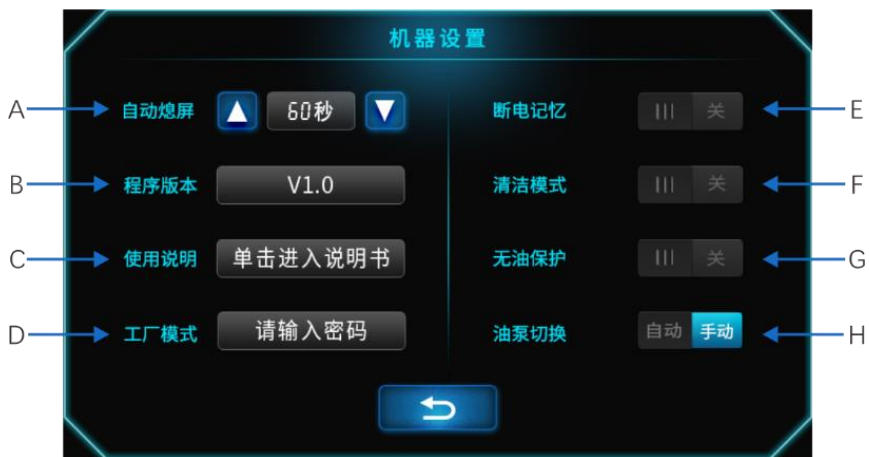 机器设置
A 自动熄屏 60秒 断电记忆 关 E
B 程序版本 V1.0 清洁模式 关 F
C 使用说明 单击进入说明书 无油保护 关 G
D 工厂模式 请输入密码 油泵切换 自动 手动 H